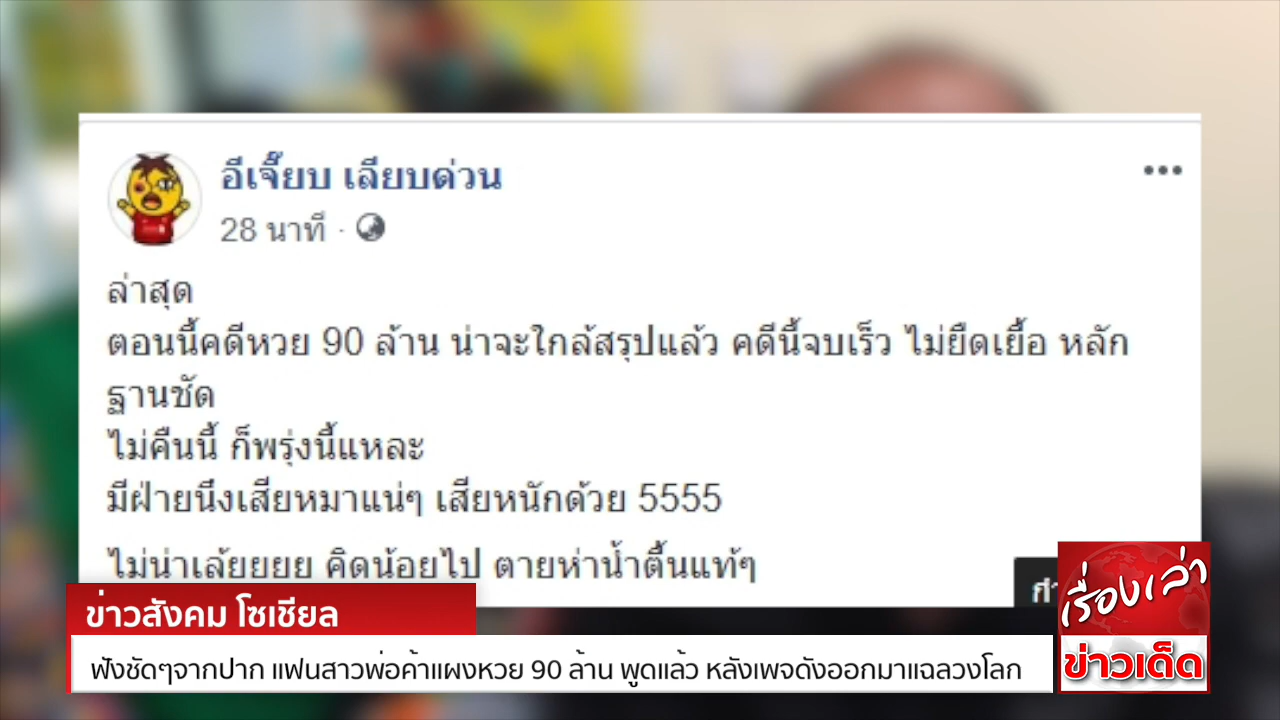 อีเจี๊ยบ เลียบด่วน
28 นาที ·
ล่าสุด
ตอนนี้คดีหวย 90 ล้าน น่าจะใกล้สรุปแล้ว คดีนี้จบเร็ว ไม่ยืดเยื้อ หลัก
ฐานชัด
ไม่คืนนี้ ก็พรุ่งนี้แหละ
มีฝ่ายนึงเสียหมาแน่ๆ เสียหนักด้วย 5555
ไม่น่าเล้ยยยย คิดน้อยไป ตายห่าน้ำตื้นแท้ๆ
ข่าวสังคม โซเชียล
ฟังชัดๆจากปาก แฟนสาวพ่อค้าแผงหวย 90 ล้าน พูดแล้ว หลังเพจดังออกมาแฉลวงโลก
เรื่องเล่า
ข่าวเด็ด